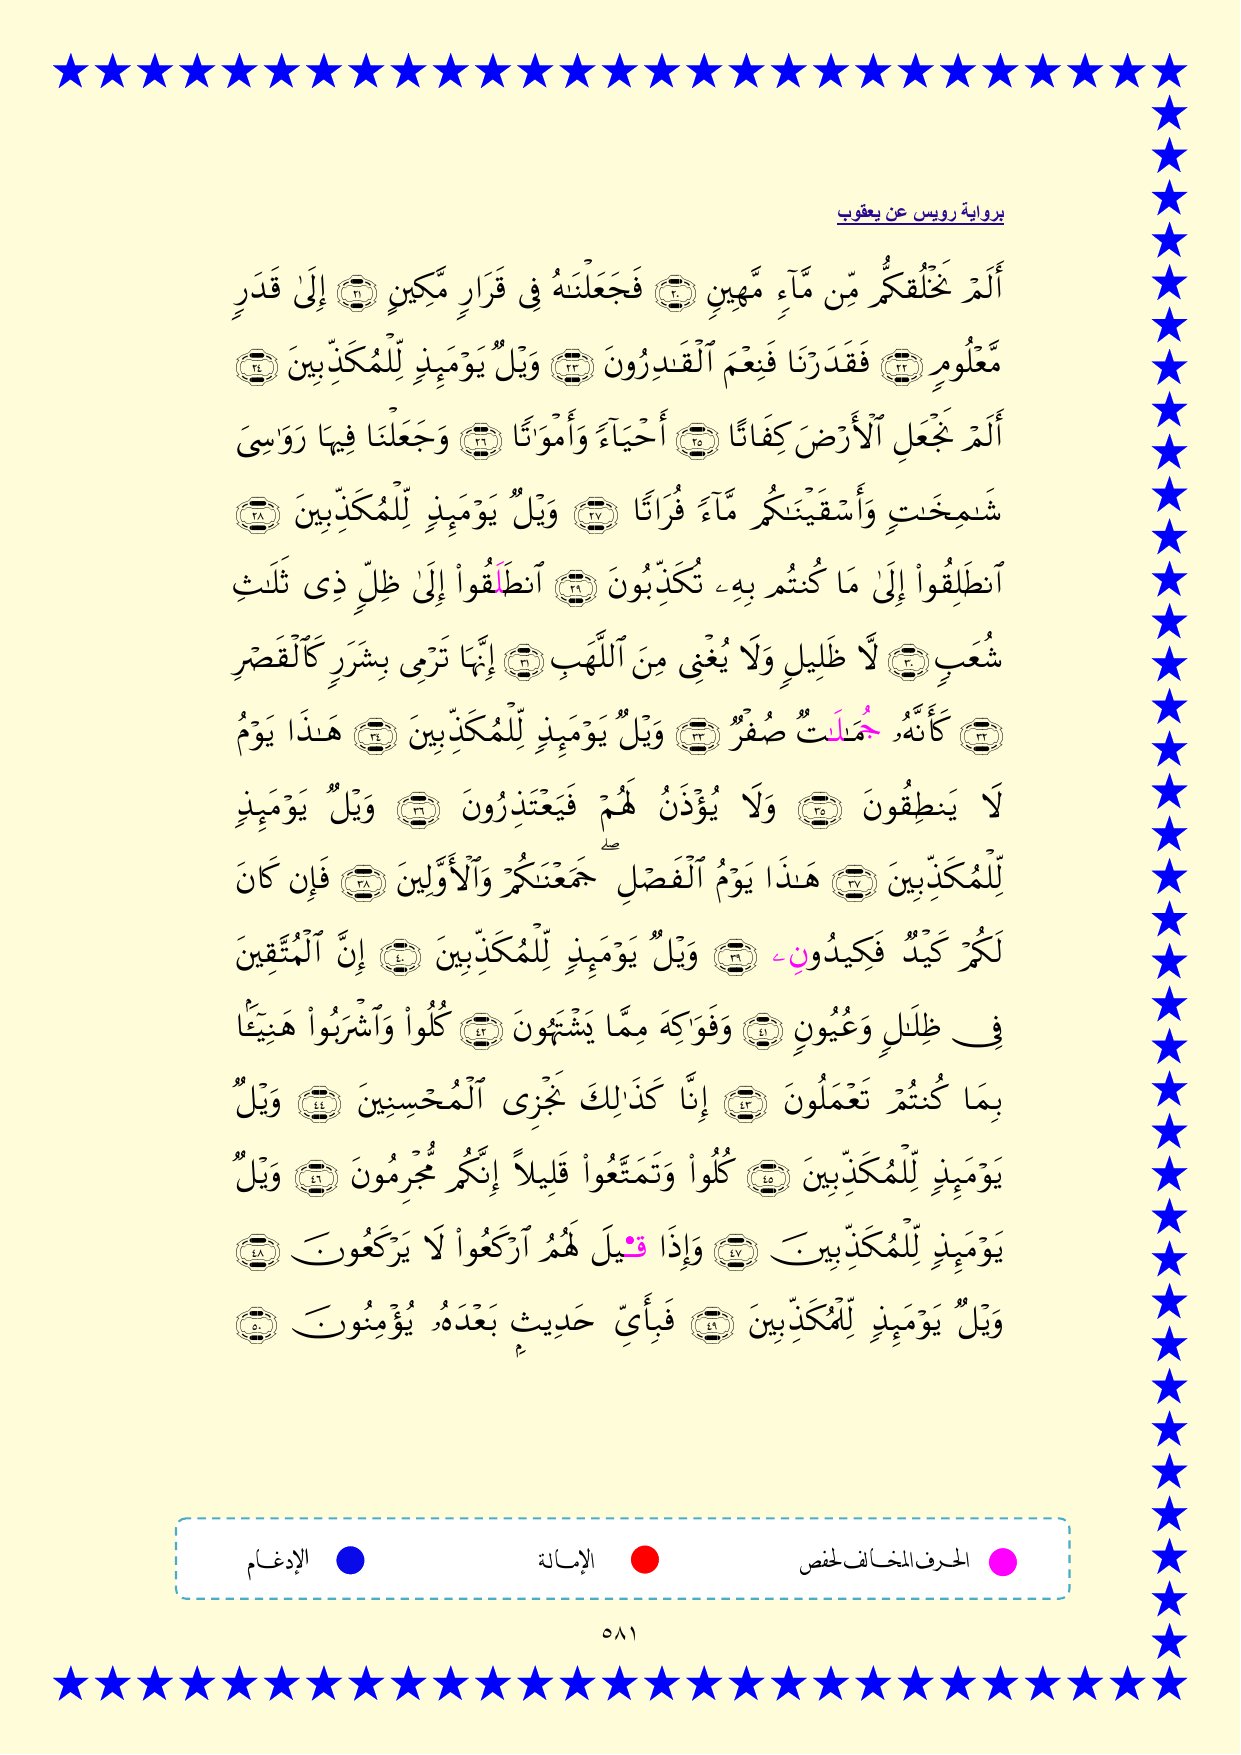 برواية رويس عن يعقوب
أَلَمْ نَخْلُقكُّم مِّن مَّآءٍ مَّهِينٍ ٢٠ فَجَعَلْنَـٰهُ فِى قَرَارٍ مَّكِينٍ ٢١ إِلَىٰ قَدَرٍ
مَّعْلُومٍ ٢٢ فَقَدَرْنَا فَنِعْمَ ٱلْقَـٰدِرُونَ ٢٣ وَيْلٌ يَوْمَئِذٍ لِّلْمُكَذِّبِينَ ٢٤
أَلَمْ نَجْعَلِ ٱلْأَرْضَ كِفَاتًا ٢٥ أَحْيَآءً وَأَمْوَٰتًا ٢٦ وَجَعَلْنَا فِيهَا رَوَٰسِىَ
شَـٰمِخَـٰتٍ وَأَسْقَيْنَـٰكُم مَّآءً فُرَاتًا ٢٧ وَيْلٌ يَوْمَئِذٍ لِّلْمُكَذِّبِينَ ٢٨
ٱنطَلِقُوا۟ إِلَىٰ مَا كُنتُم بِهِۦ تُكَذِّبُونَ ٢٩ ٱنطَلَقُوا۟ إِلَىٰ ظِلٍّ ذِى ثَلَـٰثِ
شُعَبٍ ٣٠ لَّا ظَلِيلٍ وَلَا يُغْنِى مِنَ ٱللَّهَبِ ٣١ إِنَّهَا تَرْمِى بِشَرَرٍ كَٱلْقَصْرِ
٣٢ كَأَنَّهُۥ جُمَـٰلَـٰتٌ صُفْرٌ ٣٣ وَيْلٌ يَوْمَئِذٍ لِّلْمُكَذِّبِينَ ٣٤ هَـٰذَا يَوْمُ
لَا يَنطِقُونَ ٣٥ وَلَا يُؤْذَنُ لَهُمْ فَيَعْتَذِرُونَ ٣٦ وَيْلٌ يَوْمَئِذٍ
لِّلْمُكَذِّبِينَ ٣٧ هَـٰذَا يَوْمُ ٱلْفَصْلِ ۖ جَمَعْنَـٰكُمْ وَٱلْأَوَّلِينَ ٣٨ فَإِن كَانَ
لَكُمْ كَيْدٌ فَكِيدُونِۦ ٣٩ وَيْلٌ يَوْمَئِذٍ لِّلْمُكَذِّبِينَ ٤٠ إِنَّ ٱلْمُتَّقِينَ
فِى ظِلَـٰلٍ وَعُيُونٍ ٤١ وَفَوَٰكِهَ مِمَّا يَشْتَهُونَ ٤٢ كُلُوا۟ وَٱشْرَبُوا۟ هَنِيٓـًٔۢا
بِمَا كُنتُمْ تَعْمَلُونَ ٤٣ إِنَّا كَذَٰلِكَ نَجْزِى ٱلْمُحْسِنِينَ ٤٤ وَيْلٌ
يَوْمَئِذٍ لِّلْمُكَذِّبِينَ ٤٥ كُلُوا۟ وَتَمَتَّعُوا۟ قَلِيلًا إِنَّكُم مُّجْرِمُونَ ٤٦ وَيْلٌ
يَوْمَئِذٍ لِّلْمُكَذِّبِينَ ٤٧ وَإِذَا قِيلَ لَهُمُ ٱرْكَعُوا۟ لَا يَرْكَعُونَ ٤٨
وَيْلٌ يَوْمَئِذٍ لِّلْمُكَذِّبِينَ ٤٩ فَبِأَىِّ حَدِيثٍۭ بَعْدَهُۥ يُؤْمِنُونَ ٥٠
الحرف المخالف لحفص الإمالة الإدغام
٥٨١